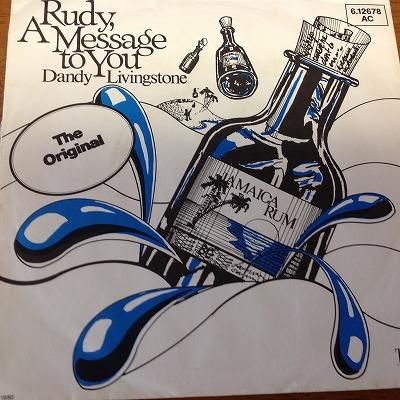 Rudy,
A Message
to You
Dandy Livingstone
6.12678
AC
The
Original
JAMAICA
RUM